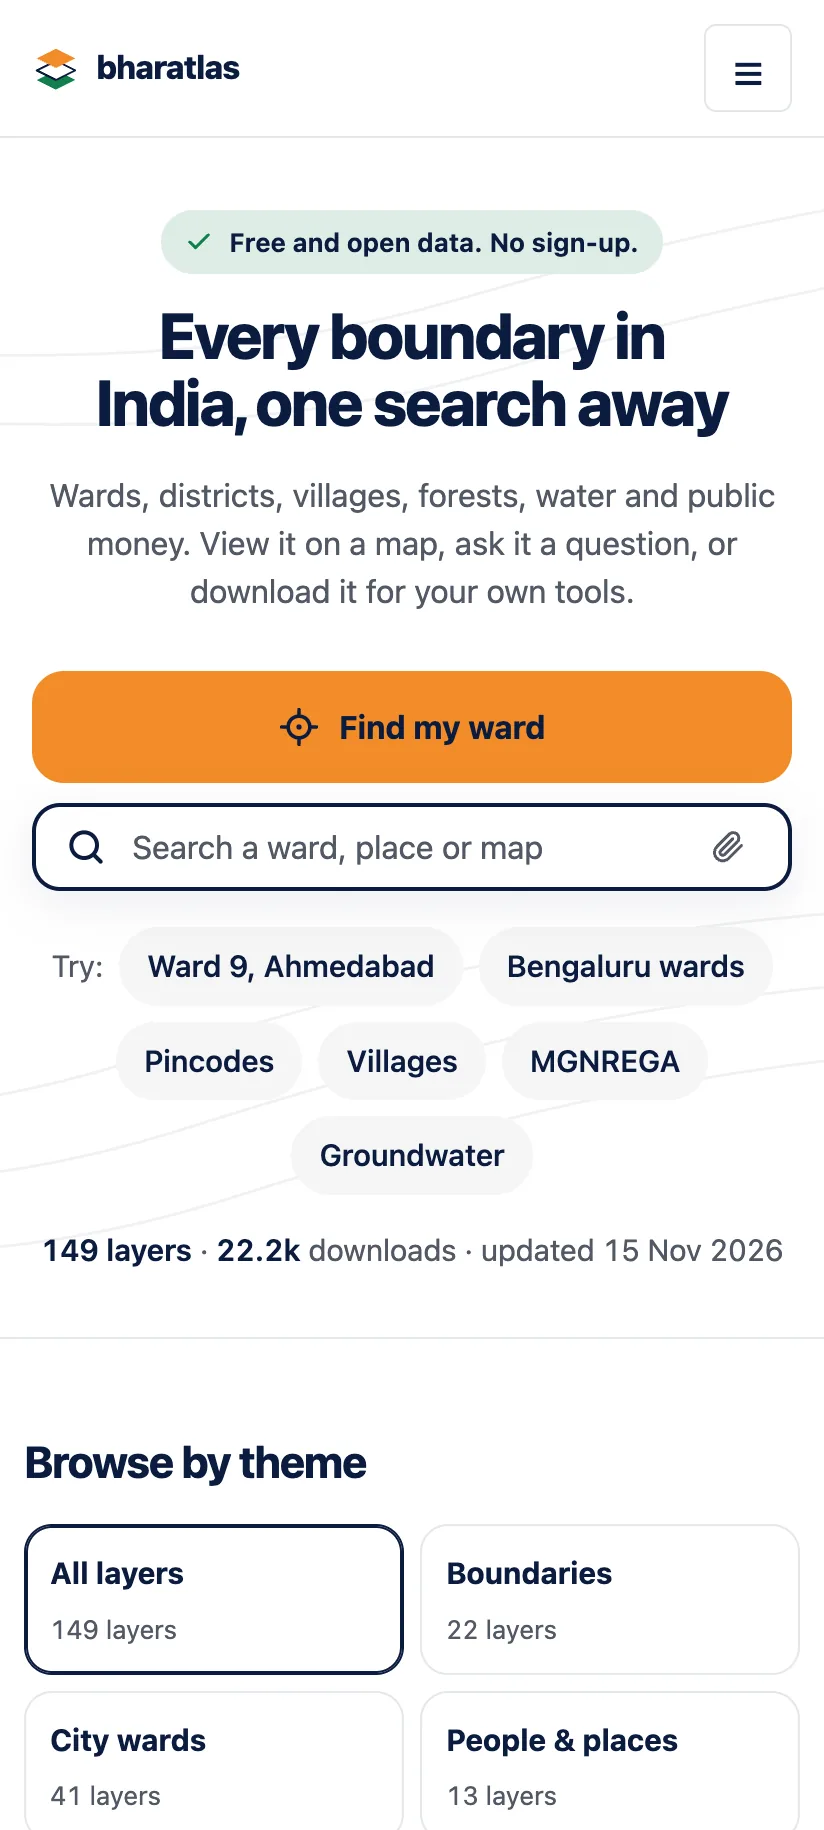 bharatlas
Free and open data. No sign-up.
Every boundary in
India, one search away
Wards, districts, villages, forests, water and public
money. View it on a map, ask it a question, or
download it for your own tools.
Find my ward
Search a ward, place or map
Try: Ward 9, Ahmedabad Bengaluru wards
Pincodes Villages MGNREGA
Groundwater
149 layers · 22.2k downloads · updated 15 Nov 2026
Browse by theme
All layers
149 layers
Boundaries
22 layers
City wards
41 layers
People & places
13 layers